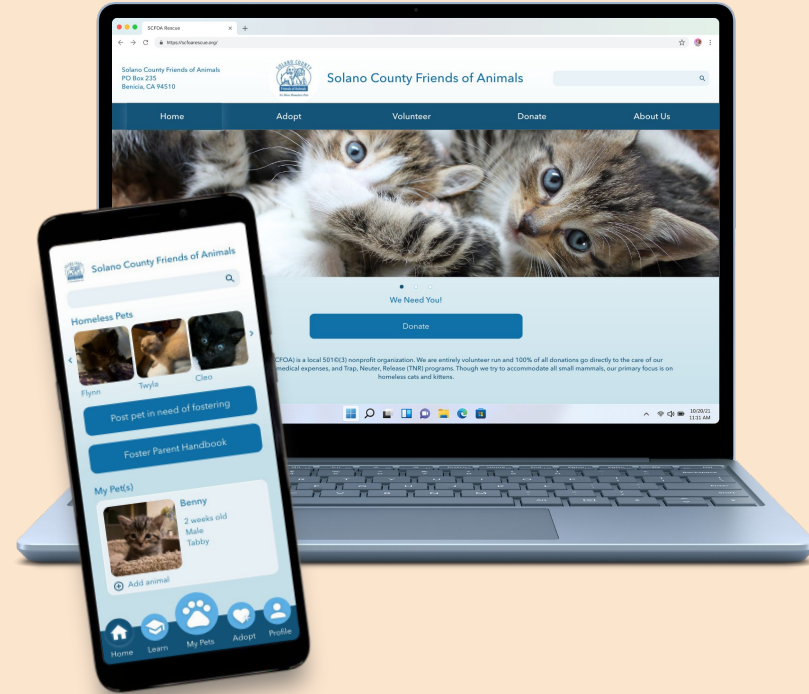 SCFOA Rescue
https://scfoarescue.org/
Solano County Friends of Animals
PO Box 235
Benicia, CA 94510
SOLANO COUNTY
Friends of Animals
Solano County Friends of Animals
Home Adopt Volunteer Donate About Us
We Need You!
Donate
CFOA) is a local 501©(3) nonprofit organization. We are entirely volunteer run and 100% of all donations go directly to the care of our
medical expenses, and Trap, Neuter, Release (TNR) programs. Though we try to accommodate all small mammals, our primary focus is on
homeless cats and kittens.
10/20/21
11:11 AM
Solano County Friends of Animals
Homeless Pets
Flynn Twyla Cleo
Post pet in need of fostering
Foster Parent Handbook
My Pet(s)
Benny
2 weeks old
Male
Tabby
Add animal
Home Learn My Pets Adopt Profile